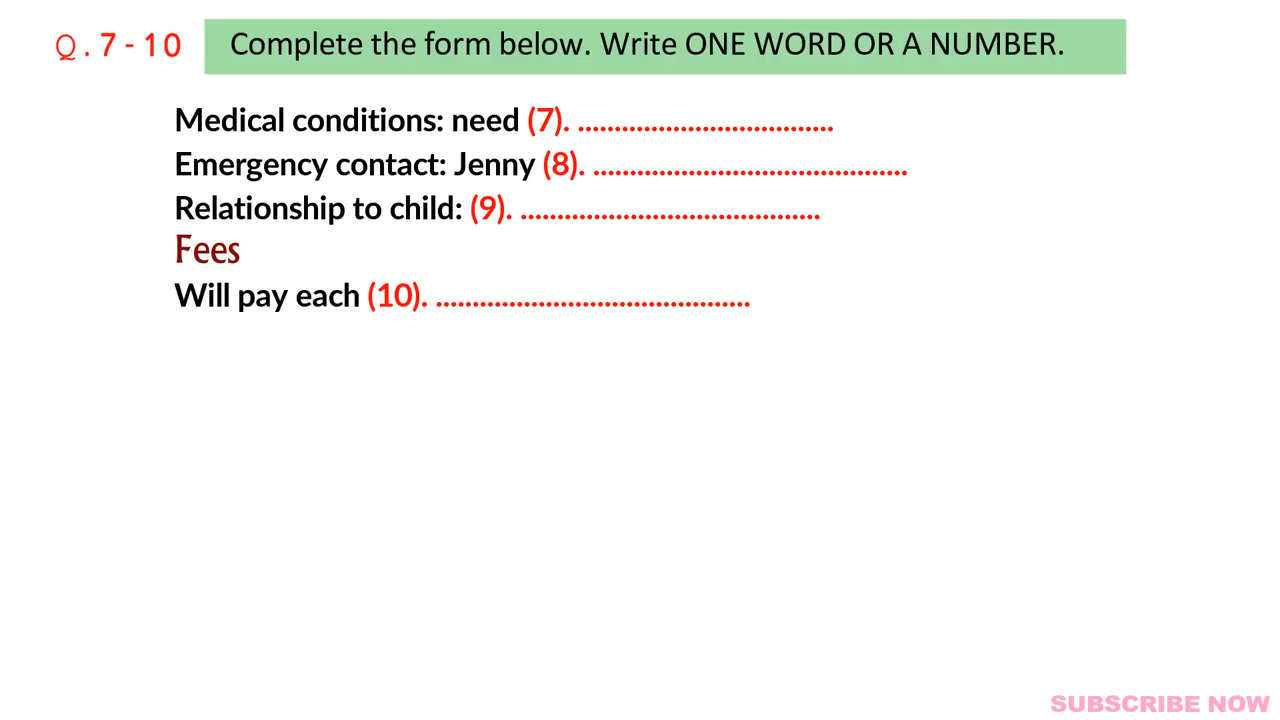 Q.7-10 Complete the form below. Write ONE WORD OR A NUMBER.
Medical conditions: need (7). ...................................
Emergency contact: Jenny (8). ...........................................
Relationship to child: (9). .........................................
Fees
Will pay each (10). ...........................................
SUBSCRIBE NOW